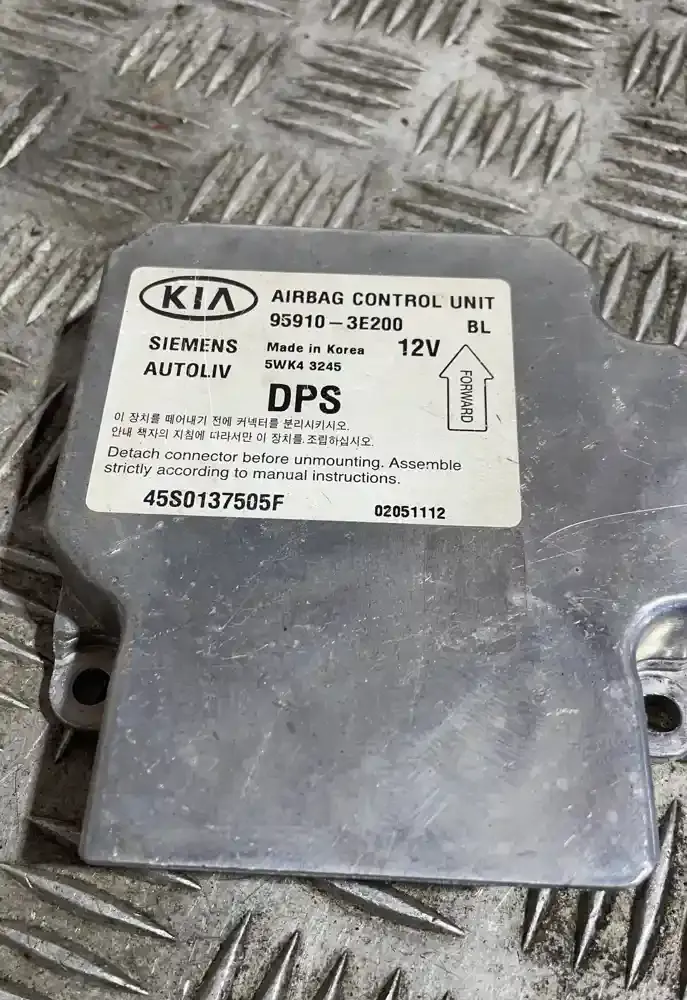 KIA AIRBAG CONTROL UNIT
95910-3E200 BL
SIEMENS Made in Korea 12V
AUTOLIV 5WK4 3245
FORWARD
DPS
이 장치를 떼어내기 전에 커넥터를 분리시키시오.
안내 책자의 지침에 따라서만 이 장치를 조립하십시오.
Detach connector before unmounting. Assemble
strictly according to manual instructions.
45S0137505F 02051112